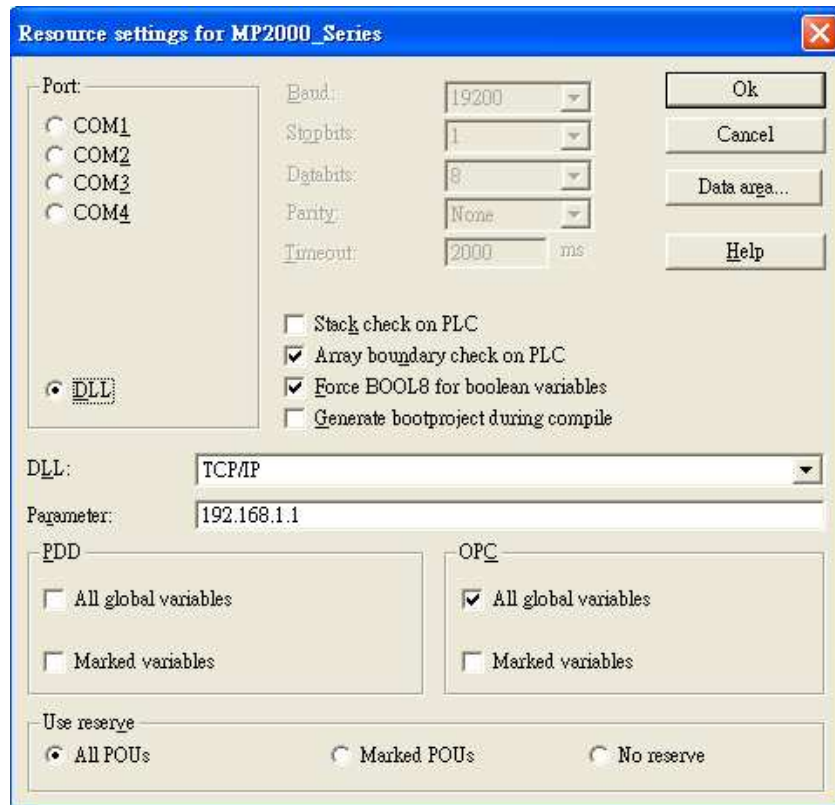 Resource settings for MP2000_Series
Port:
COM1
COM2
COM3
COM4
DLL
Baud: 19200
Stopbits: 1
Databits: 8
Parity: None
Timeout: 2000 ms
Ok
Cancel
Data area...
Help
Stack check on PLC
Array boundary check on PLC
Force BOOL8 for boolean variables
Generate bootproject during compile
DLL: TCP/IP
Parameter: 192.168.1.1
PDD
All global variables
Marked variables
OPC
All global variables
Marked variables
Use reserve
All POUs Marked POUs No reserve